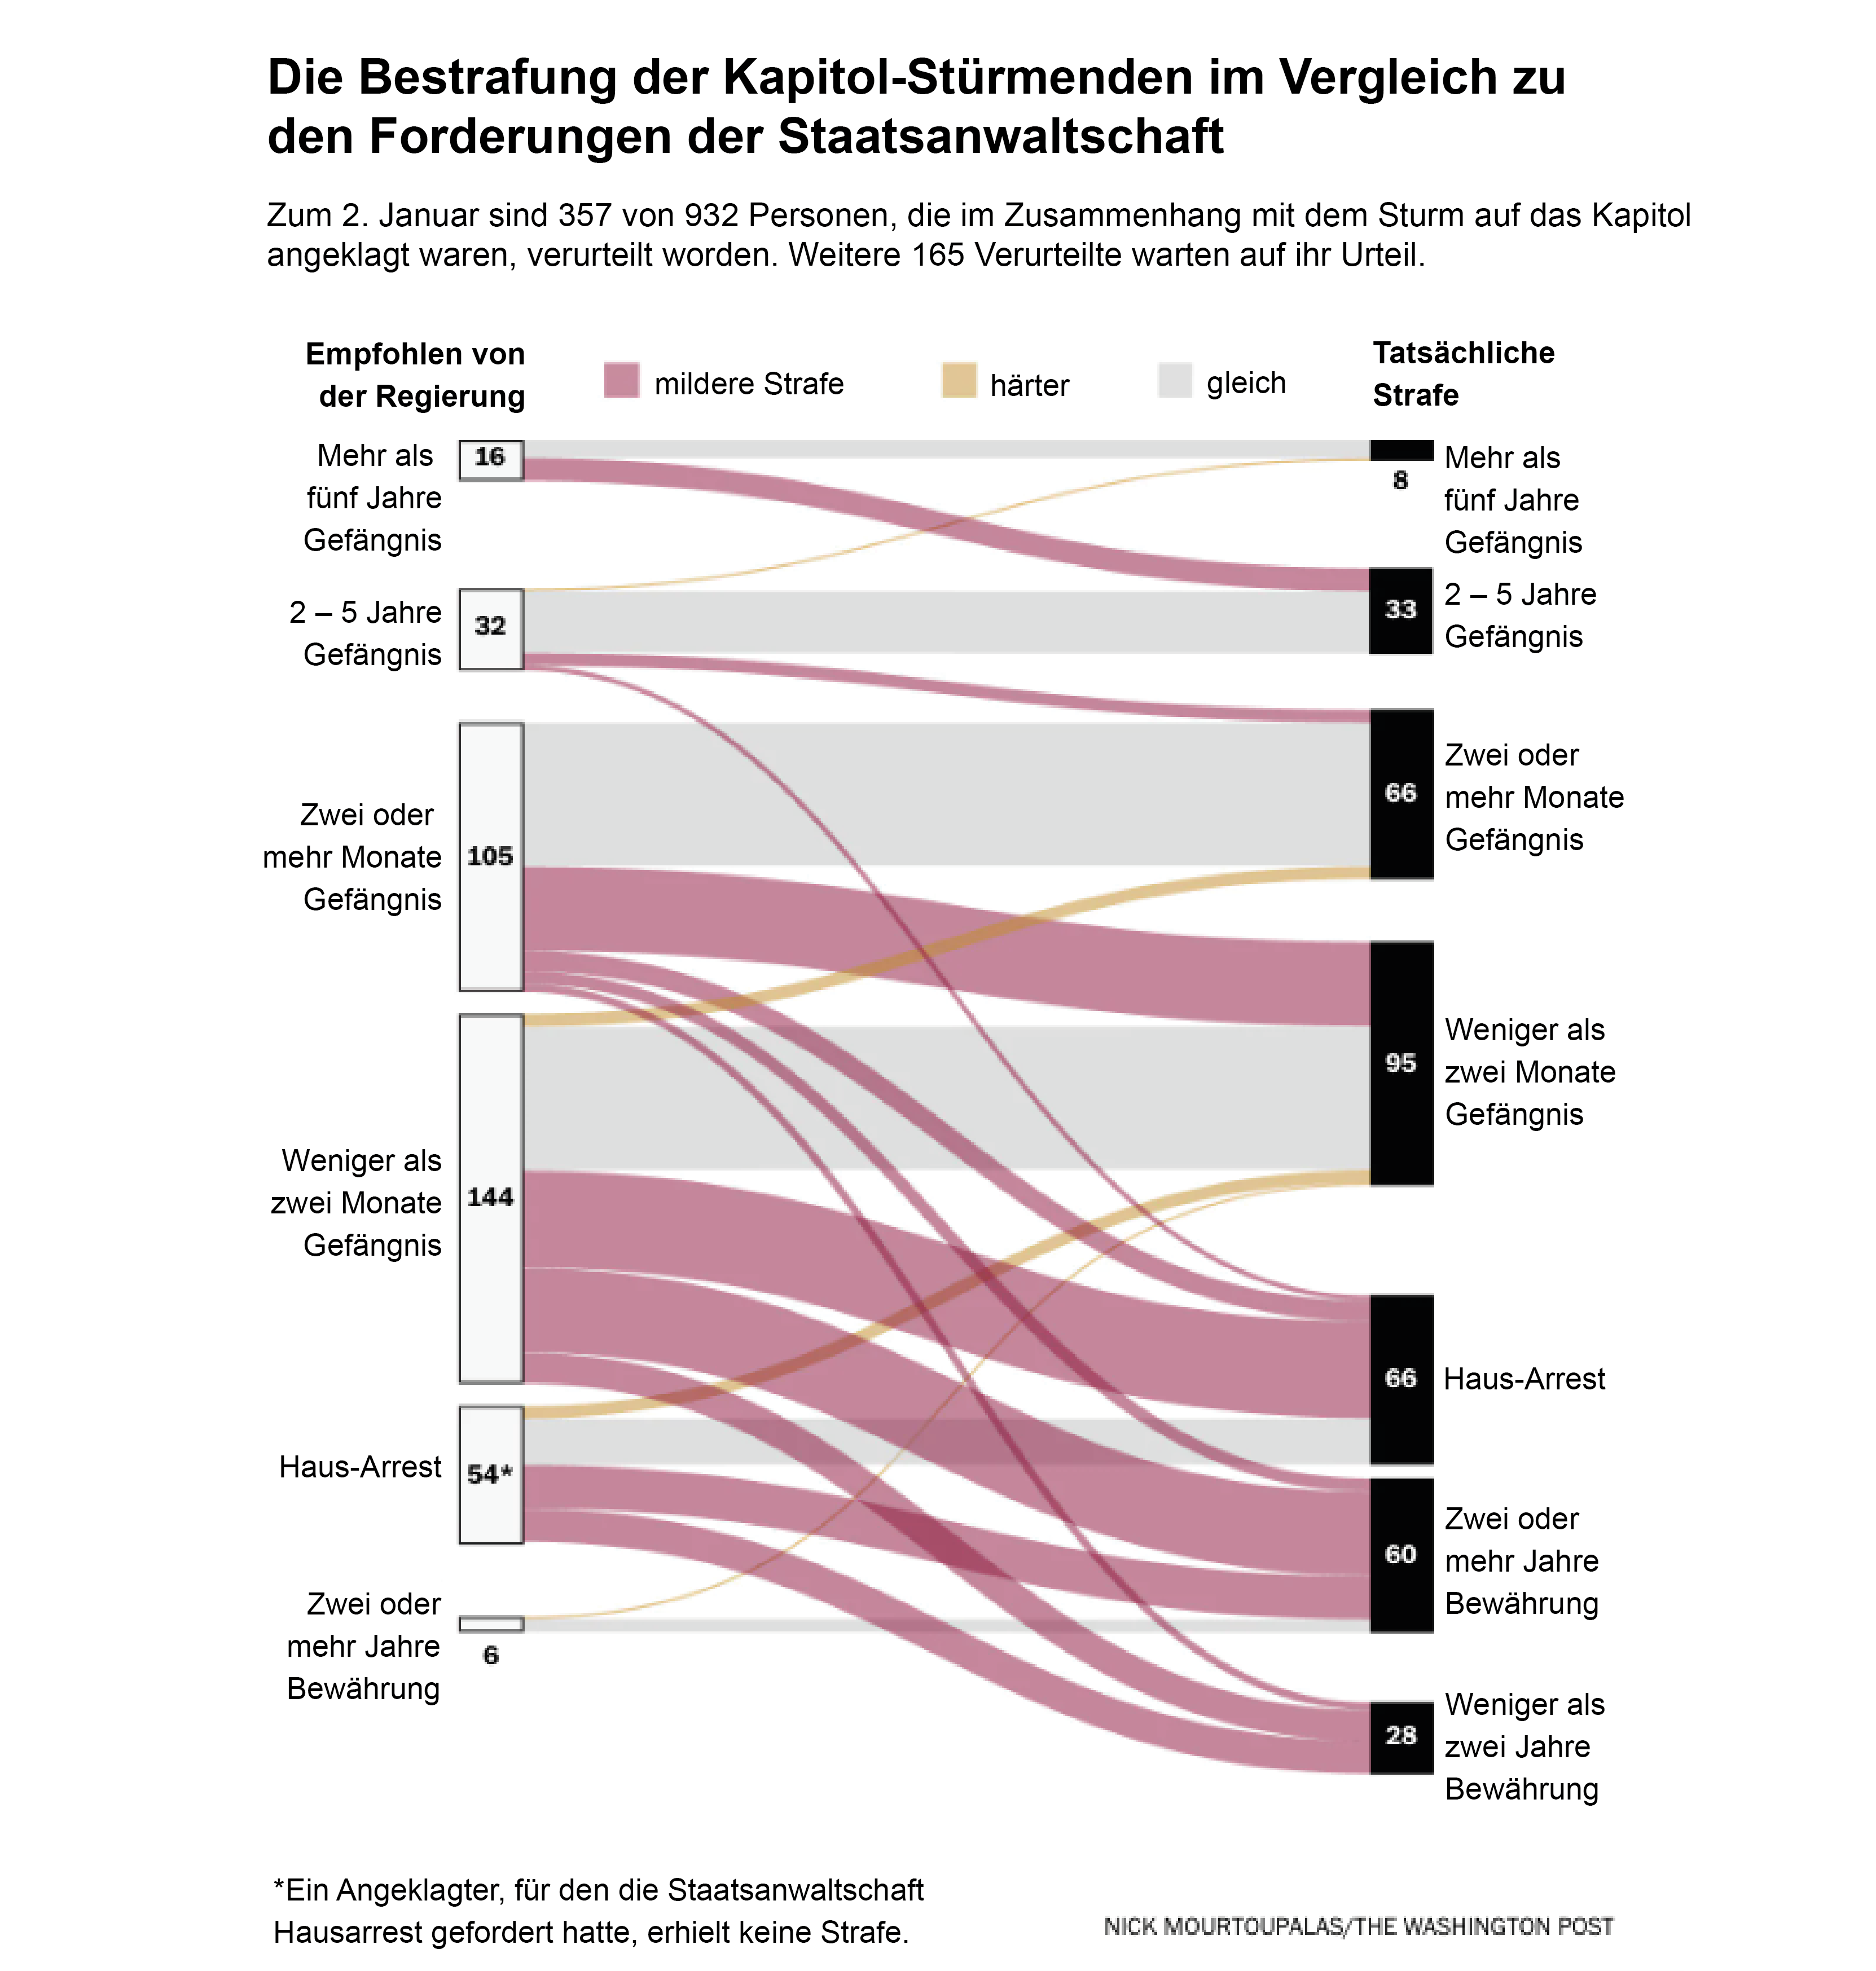 Die Bestrafung der Kapitol-Stürmenden im Vergleich zu
den Forderungen der Staatsanwaltschaft
Zum 2. Januar sind 357 von 932 Personen, die im Zusammenhang mit dem Sturm auf das Kapitol
angeklagt waren, verurteilt worden. Weitere 165 Verurteilte warten auf ihr Urteil.
Empfohlen von
der Regierung
mildere Strafe
härter
gleich
Tatsächliche
Strafe
Mehr als
fünf Jahre
Gefängnis
16
2 – 5 Jahre
Gefängnis
32
Zwei oder
mehr Monate
Gefängnis
105
Weniger als
zwei Monate
Gefängnis
144
Haus-Arrest
54*
Zwei oder
mehr Jahre
Bewährung
6
8
Mehr als
fünf Jahre
Gefängnis
33
2 – 5 Jahre
Gefängnis
66
Zwei oder
mehr Monate
Gefängnis
95
Weniger als
zwei Monate
Gefängnis
66
Haus-Arrest
60
Zwei oder
mehr Jahre
Bewährung
28
Weniger als
zwei Jahre
Bewährung
*Ein Angeklagter, für den die Staatsanwaltschaft
Hausarrest gefordert hatte, erhielt keine Strafe.
NICK MOURTOUPALAS/THE WASHINGTON POST